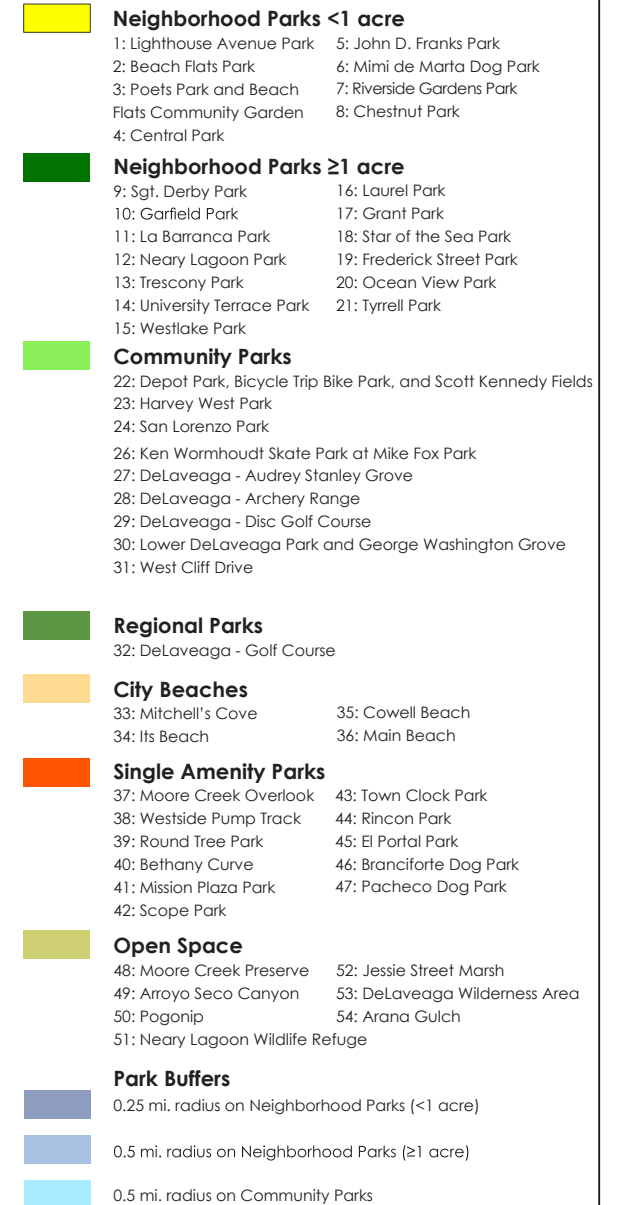 Neighborhood Parks <1 acre
1: Lighthouse Avenue Park
2: Beach Flats Park
3: Poets Park and Beach
Flats Community Garden
4: Central Park
5: John D. Franks Park
6: Mimi de Marta Dog Park
7: Riverside Gardens Park
8: Chestnut Park
Neighborhood Parks ≥1 acre
9: Sgt. Derby Park
10: Garfield Park
11: La Barranca Park
12: Neary Lagoon Park
13: Trescony Park
14: University Terrace Park
15: Westlake Park
16: Laurel Park
17: Grant Park
18: Star of the Sea Park
19: Frederick Street Park
20: Ocean View Park
21: Tyrrell Park
Community Parks
22: Depot Park, Bicycle Trip Bike Park, and Scott Kennedy Fields
23: Harvey West Park
24: San Lorenzo Park
26: Ken Wormhoudt Skate Park at Mike Fox Park
27: DeLaveaga - Audrey Stanley Grove
28: DeLaveaga - Archery Range
29: DeLaveaga - Disc Golf Course
30: Lower DeLaveaga Park and George Washington Grove
31: West Cliff Drive
Regional Parks
32: DeLaveaga - Golf Course
City Beaches
33: Mitchell's Cove
34: Its Beach
35: Cowell Beach
36: Main Beach
Single Amenity Parks
37: Moore Creek Overlook
38: Westside Pump Track
39: Round Tree Park
40: Bethany Curve
41: Mission Plaza Park
42: Scope Park
43: Town Clock Park
44: Rincon Park
45: El Portal Park
46: Branciforte Dog Park
47: Pacheco Dog Park
Open Space
48: Moore Creek Preserve
49: Arroyo Seco Canyon
50: Pogonip
51: Neary Lagoon Wildlife Refuge
52: Jessie Street Marsh
53: DeLaveaga Wilderness Area
54: Arana Gulch
Park Buffers
0.25 mi. radius on Neighborhood Parks (<1 acre)
0.5 mi. radius on Neighborhood Parks (≥1 acre)
0.5 mi. radius on Community Parks